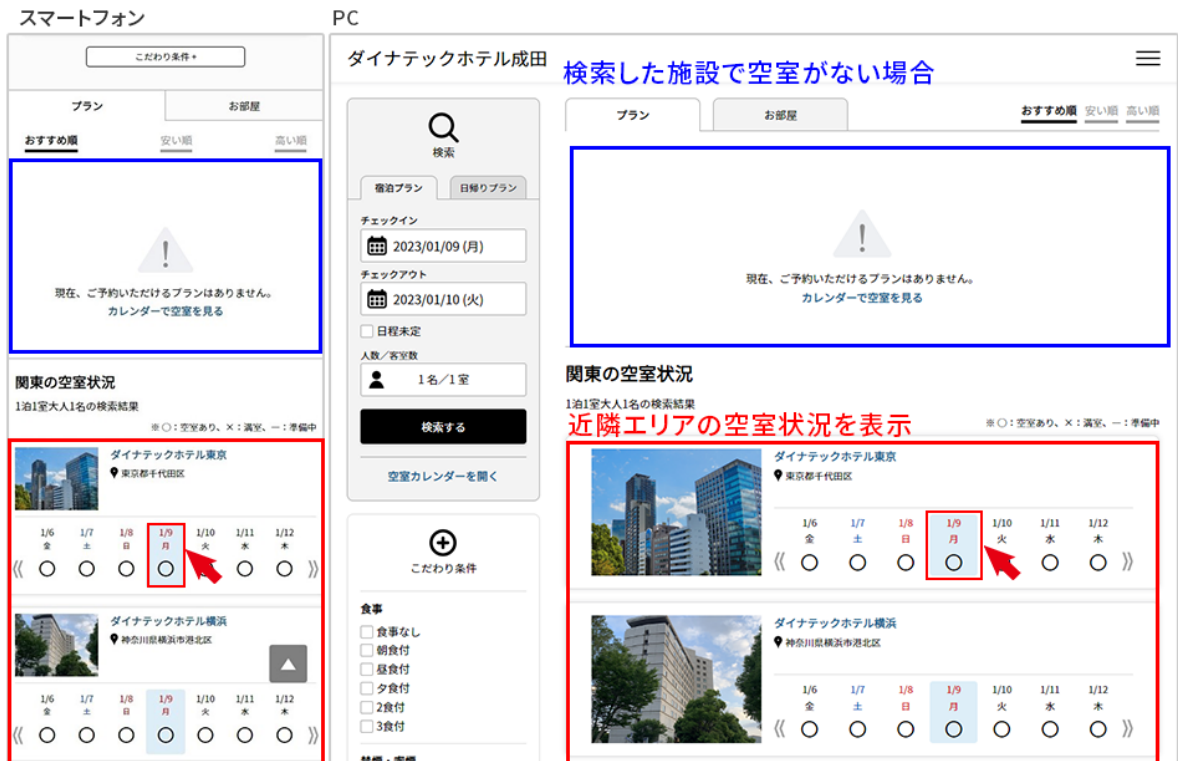 スマートフォン
こだわり条件+
プラン
お部屋
おすすめ順
安い順
高い順
!
現在、ご予約いただけるプランはありません。
カレンダーで空室を見る
関東の空室状況
1泊1室大人1名の検索結果
※〇：空室あり、×：満室、ー：準備中
ダイナテックホテル東京
東京都千代田区
1/6 1/7 1/8 1/9 1/10 1/11 1/12
金 土 日 月 火 水 木
《 〇 〇 〇 〇 〇 〇 》
ダイナテックホテル横浜
神奈川県横浜市港北区
▲
1/6 1/7 1/8 1/9 1/10 1/11 1/12
金 土 日 月 火 水 木
《 〇 〇 〇 〇 〇 〇 〇 》
PC
ダイナテックホテル成田
検索した施設で空室がない場合
検索
宿泊プラン
日帰りプラン
チェックイン
2023/01/09 (月)
チェックアウト
2023/01/10 (火)
日程未定
人数／客室数
1名／1室
検索する
空室カレンダーを開く
こだわり条件
食事
食事なし
朝食付
昼食付
夕食付
2食付
3食付
プラン
お部屋
おすすめ順 安い順 高い順
!
現在、ご予約いただけるプランはありません。
カレンダーで空室を見る
関東の空室状況
1泊1室大人1名の検索結果
近隣エリアの空室状況を表示
※〇：空室あり、×：満室、ー：準備中
ダイナテックホテル東京
東京都千代田区
1/6 1/7 1/8 1/9 1/10 1/11 1/12
金 土 日 月 火 水 木
《 〇 〇 〇 〇 〇 〇 》
ダイナテックホテル横浜
神奈川県横浜市港北区
1/6 1/7 1/8 1/9 1/10 1/11 1/12
金 土 日 月 火 水 木
《 〇 〇 〇 〇 〇 〇 〇 》